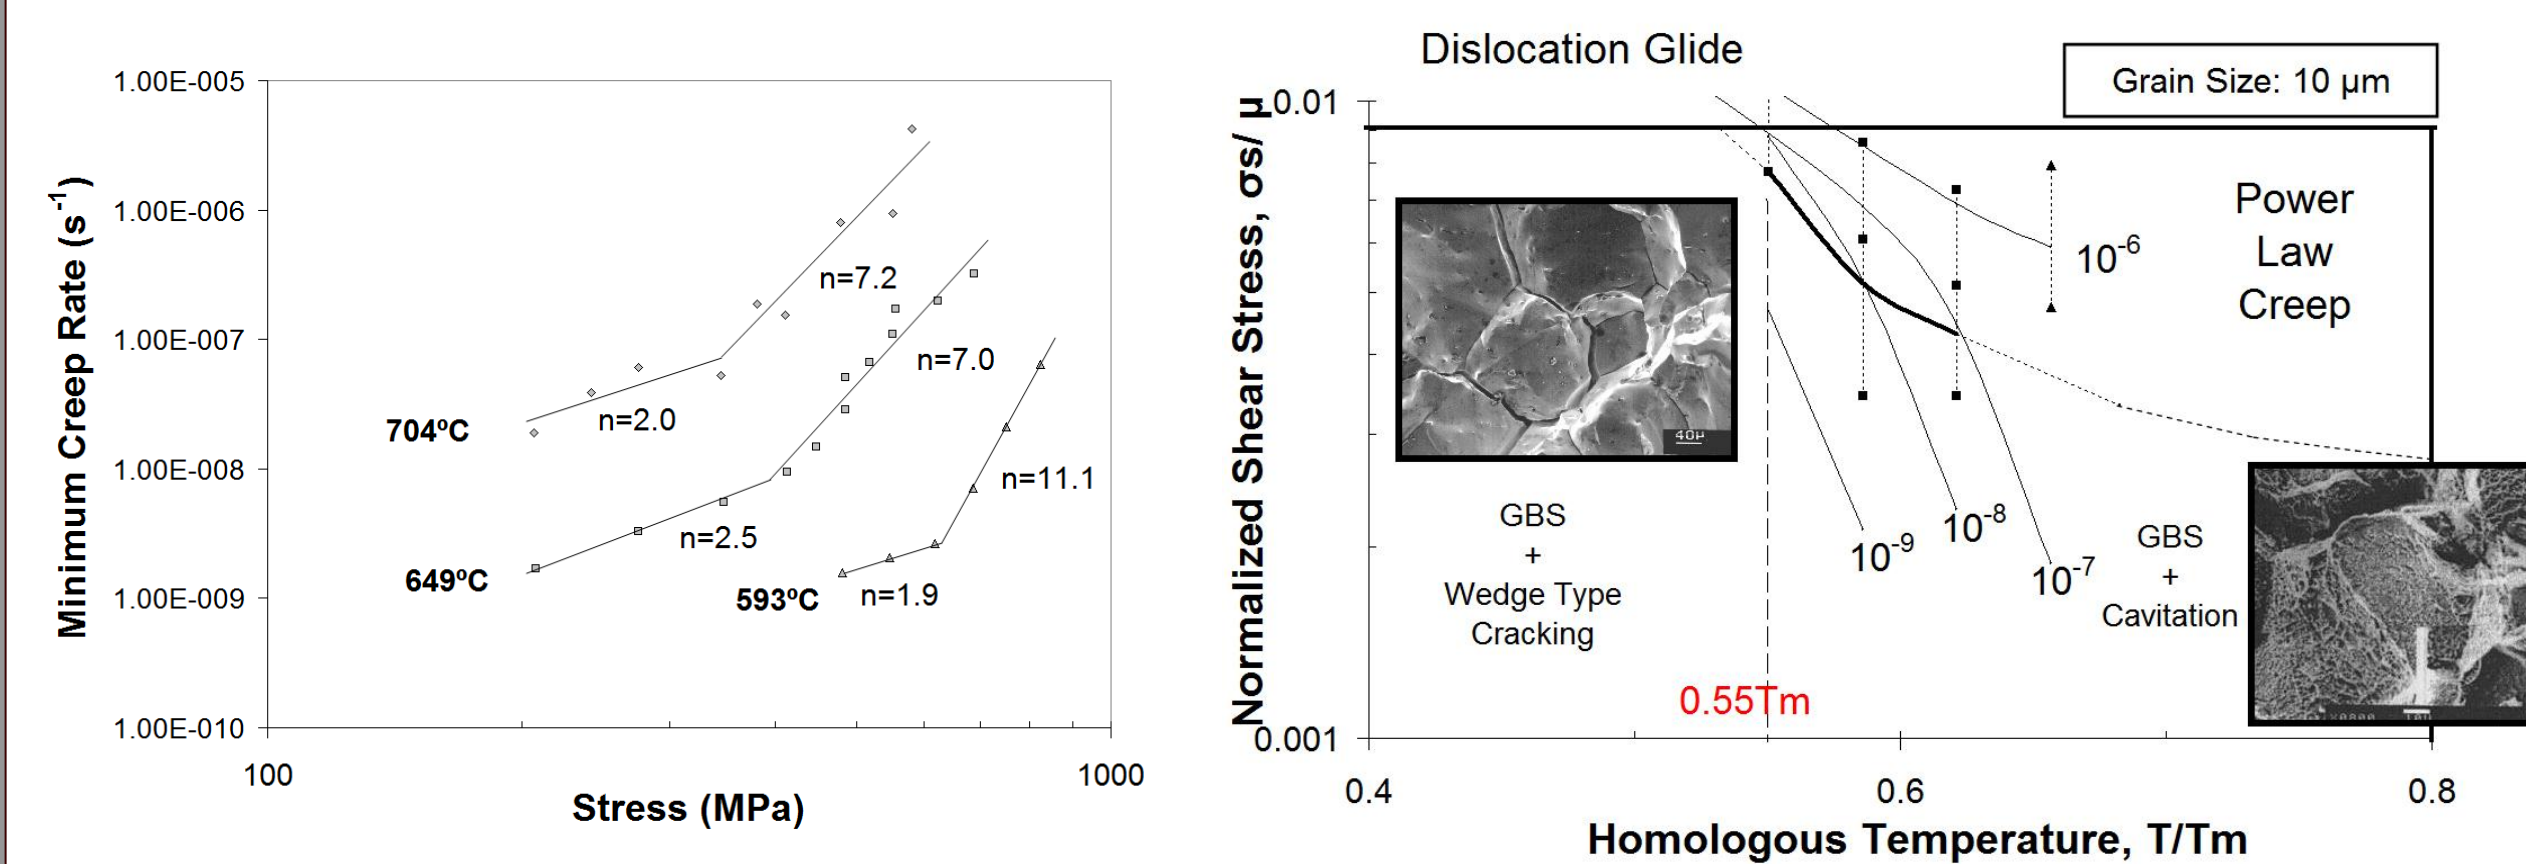 1.00E-005
1.00E-006
1.00E-007
1.00E-008
1.00E-009
1.00E-010
Minimum Creep Rate (s⁻¹)
n=7.2
n=2.0
704ºC
n=7.0
n=11.1
n=2.5
649ºC
593ºC
n=1.9
100
1000
Stress (MPa)
Dislocation Glide
Grain Size: 10 µm
Normalized Shear Stress, σs/ µ
0.01
0.001
Power
Law
Creep
10⁻⁶
40µ
GBS
+
Wedge Type
Cracking
10⁻⁹
10⁻⁸
10⁻⁷
GBS
+
Cavitation
0.55Tm
0.4
0.6
0.8
Homologous Temperature, T/Tm